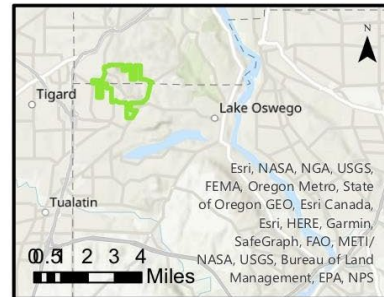 N
Tigard
Lake Oswego
Tualatin
Esri, NASA, NGA, USGS,
FEMA, Oregon Metro, State
of Oregon GEO, Esri Canada,
Esri, HERE, Garmin,
SafeGraph, FAO, METI/
NASA, USGS, Bureau of Land
Management, EPA, NPS
0 0.5 1 2 3 4
Miles